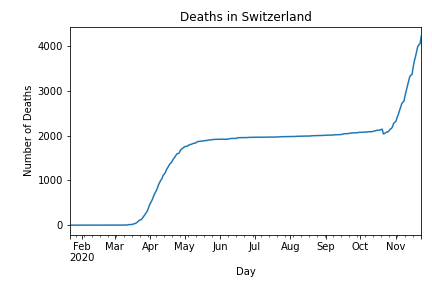 Deaths in Switzerland
Number of Deaths
4000
3000
2000
1000
0
Feb Mar Apr May Jun Jul Aug Sep Oct Nov
2020
Day